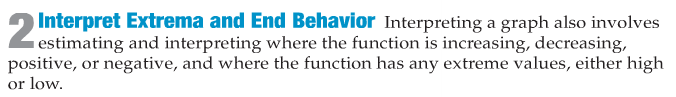 2 Interpret Extrema and End Behavior Interpreting a graph also involves
estimating and interpreting where the function is increasing, decreasing,
positive, or negative, and where the function has any extreme values, either high
or low.